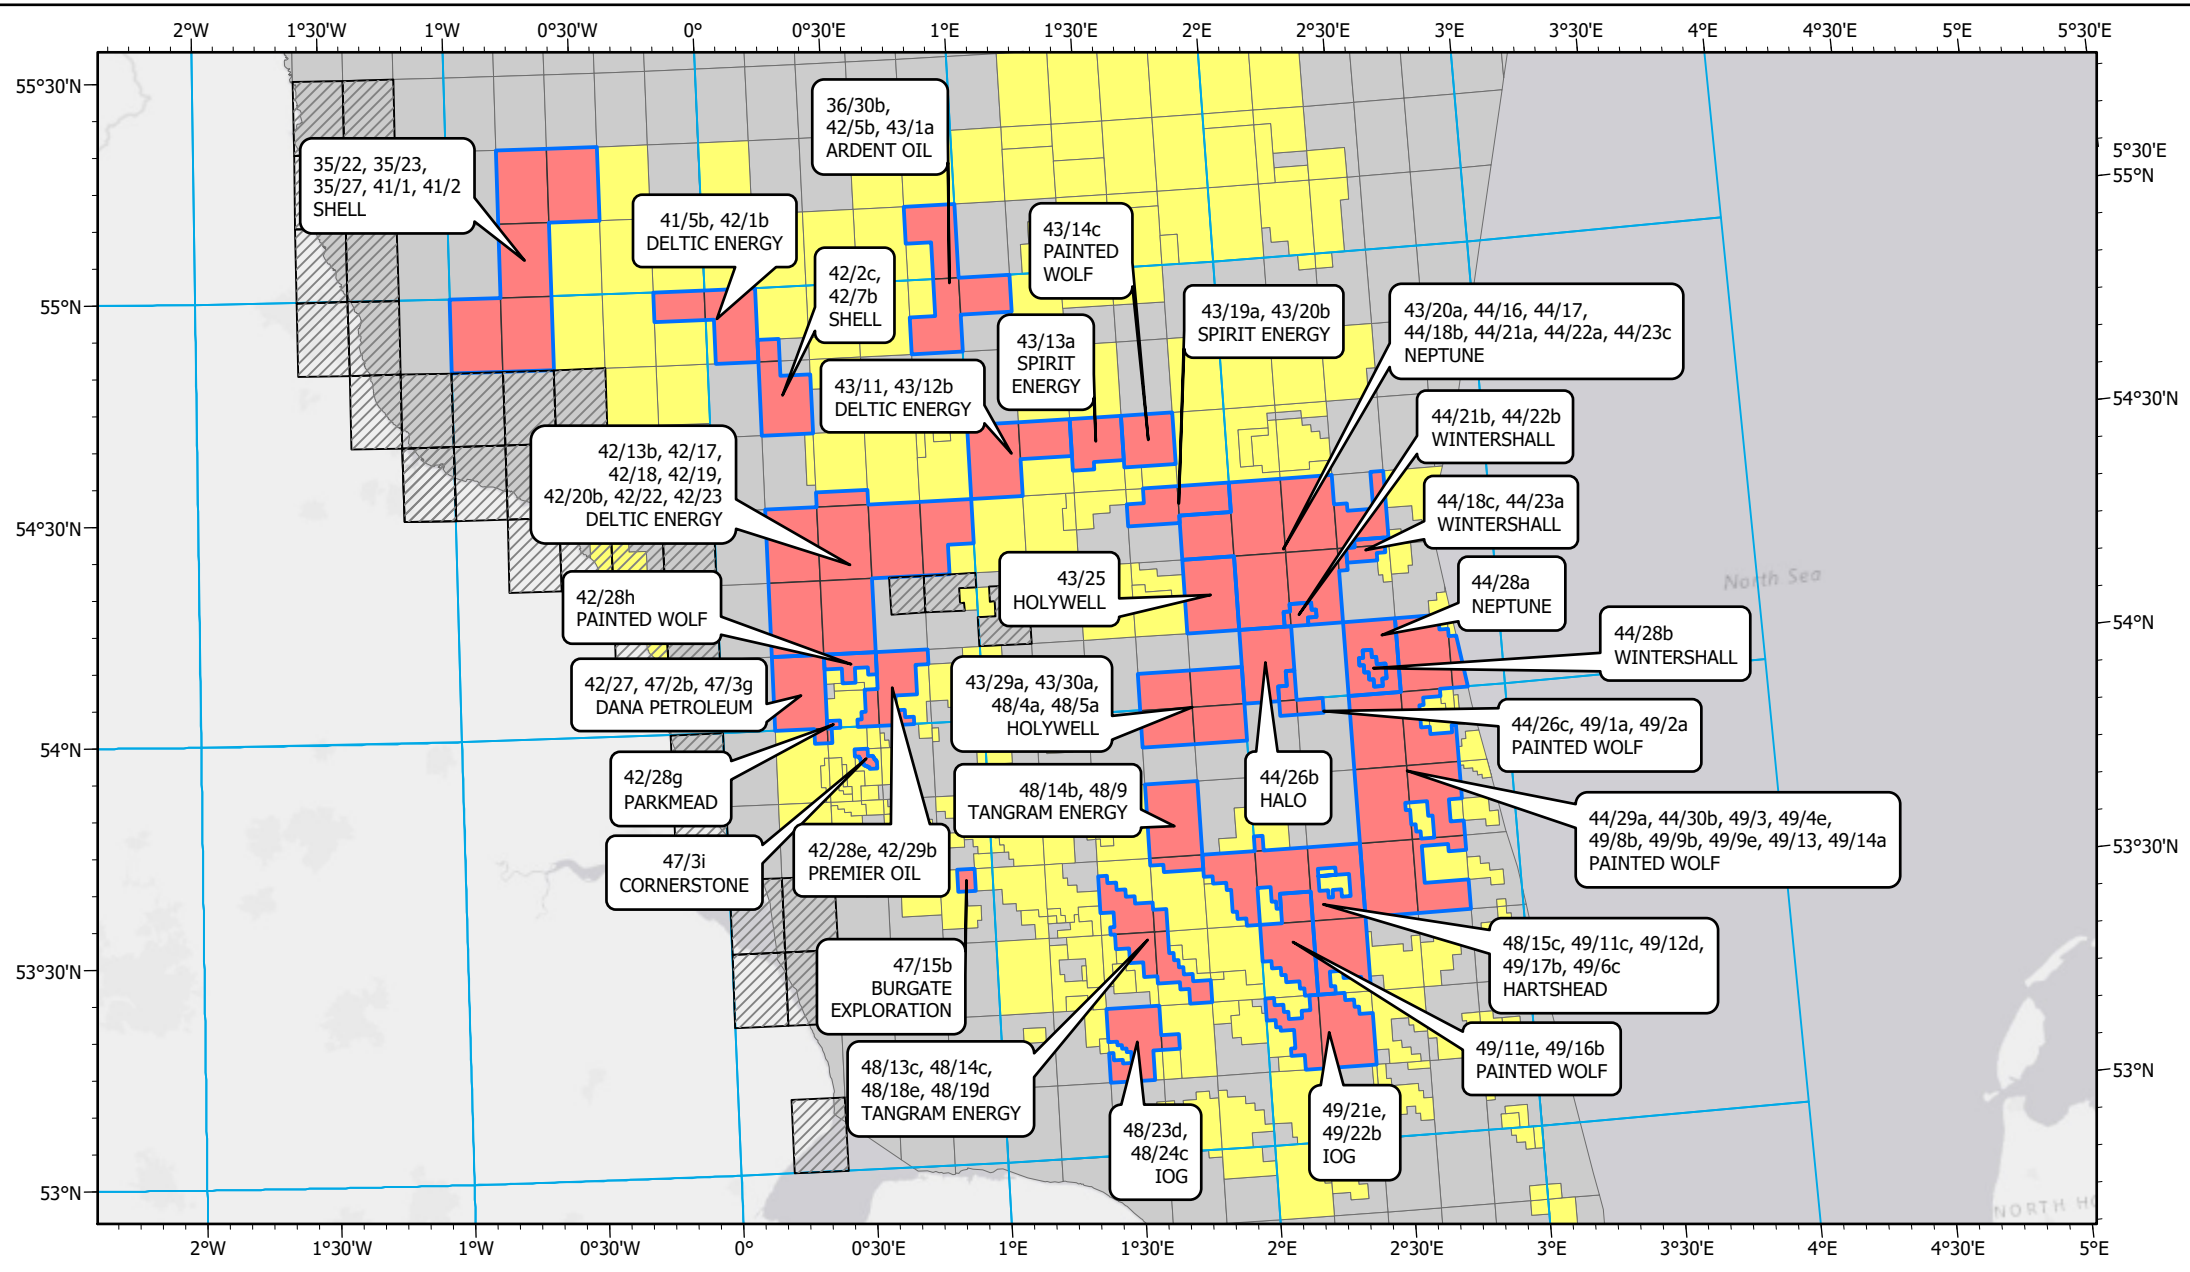 2°W 1°30'W 1°W 0°30'W 0° 0°30'E 1°E 1°30'E 2°E 2°30'E 3°E 3°30'E 4°E 4°30'E 5°E 5°30'E
55°30'N
55°N
54°30'N
54°N
53°30'N
53°N
5°30'E
55°N
54°30'N
54°N
53°30'N
53°N
36/30b,
42/5b, 43/1a
ARDENT OIL
35/22, 35/23,
35/27, 41/1, 41/2
SHELL
41/5b, 42/1b
DELTIC ENERGY
42/2c,
42/7b
SHELL
43/14c
PAINTED
WOLF
43/13a
SPIRIT
ENERGY
43/19a, 43/20b
SPIRIT ENERGY
43/20a, 44/16, 44/17,
44/18b, 44/21a, 44/22a, 44/23c
NEPTUNE
43/11, 43/12b
DELTIC ENERGY
44/21b, 44/22b
WINTERSHALL
42/13b, 42/17,
42/18, 42/19,
42/20b, 42/22, 42/23
DELTIC ENERGY
44/18c, 44/23a
WINTERSHALL
43/25
HOLYWELL
44/28a
NEPTUNE
North Sea
42/28h
PAINTED WOLF
44/28b
WINTERSHALL
42/27, 47/2b, 47/3g
DANA PETROLEUM
43/29a, 43/30a,
48/4a, 48/5a
HOLYWELL
44/26c, 49/1a, 49/2a
PAINTED WOLF
42/28g
PARKMEAD
48/14b, 48/9
TANGRAM ENERGY
44/26b
HALO
44/29a, 44/30b, 49/3, 49/4e,
49/8b, 49/9b, 49/9e, 49/13, 49/14a
PAINTED WOLF
47/3i
CORNERSTONE
42/28e, 42/29b
PREMIER OIL
47/15b
BURGATE
EXPLORATION
48/15c, 49/11c, 49/12d,
49/17b, 49/6c
HARTSHEAD
48/13c, 48/14c,
48/18e, 48/19d
TANGRAM ENERGY
49/11e, 49/16b
PAINTED WOLF
48/23d,
48/24c
IOG
49/21e,
49/22b
IOG
NORTH HO
2°W 1°30'W 1°W 0°30'W 0° 0°30'E 1°E 1°30'E 2°E 2°30'E 3°E 3°30'E 4°E 4°30'E 5°E